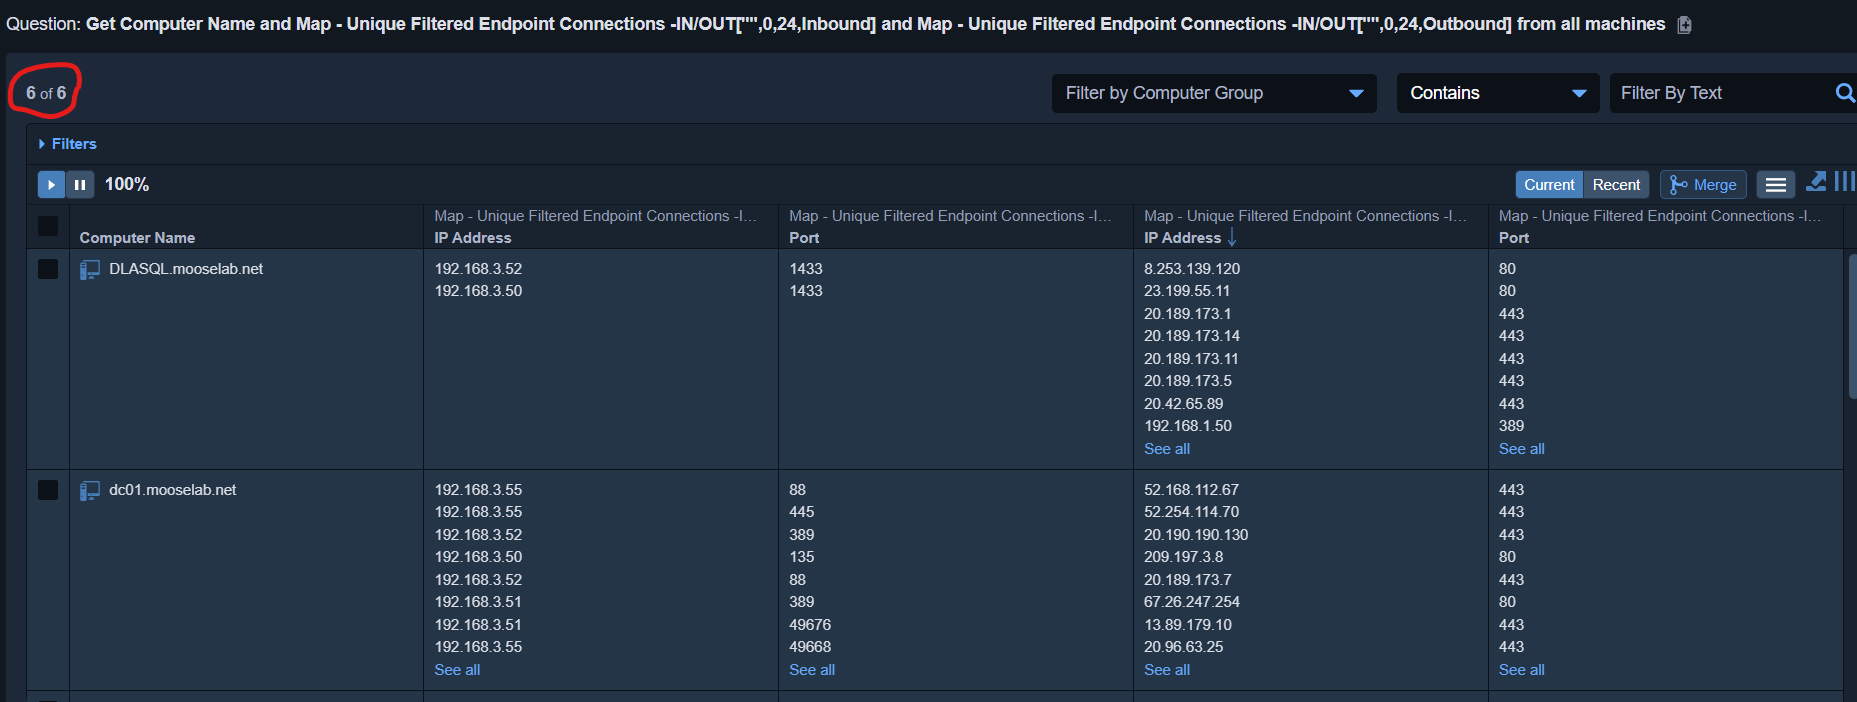 Question: Get Computer Name and Map - Unique Filtered Endpoint Connections -IN/OUT["",0,24,Inbound] and Map - Unique Filtered Endpoint Connections -IN/OUT["",0,24,Outbound] from all machines
6 of 6
Filter by Computer Group
Contains
Filter By Text
Filters
100%
Current
Recent
Merge
Map - Unique Filtered Endpoint Connections -I... Map - Unique Filtered Endpoint Connections -I... Map - Unique Filtered Endpoint Connections -I... Map - Unique Filtered Endpoint Connections -I...
Computer Name IP Address Port IP Address Port
DLASQL.mooselab.net 192.168.3.52 1433 8.253.139.120 80
192.168.3.50 1433 23.199.55.11 80
20.189.173.1 443
20.189.173.14 443
20.189.173.11 443
20.189.173.5 443
20.42.65.89 443
192.168.1.50 389
See all See all
dc01.mooselab.net 192.168.3.55 88 52.168.112.67 443
192.168.3.55 445 52.254.114.70 443
192.168.3.52 389 20.190.190.130 443
192.168.3.50 135 209.197.3.8 80
192.168.3.52 88 20.189.173.7 443
192.168.3.51 389 67.26.247.254 80
192.168.3.51 49676 13.89.179.10 443
192.168.3.55 49668 20.96.63.25 443
See all See all See all See all